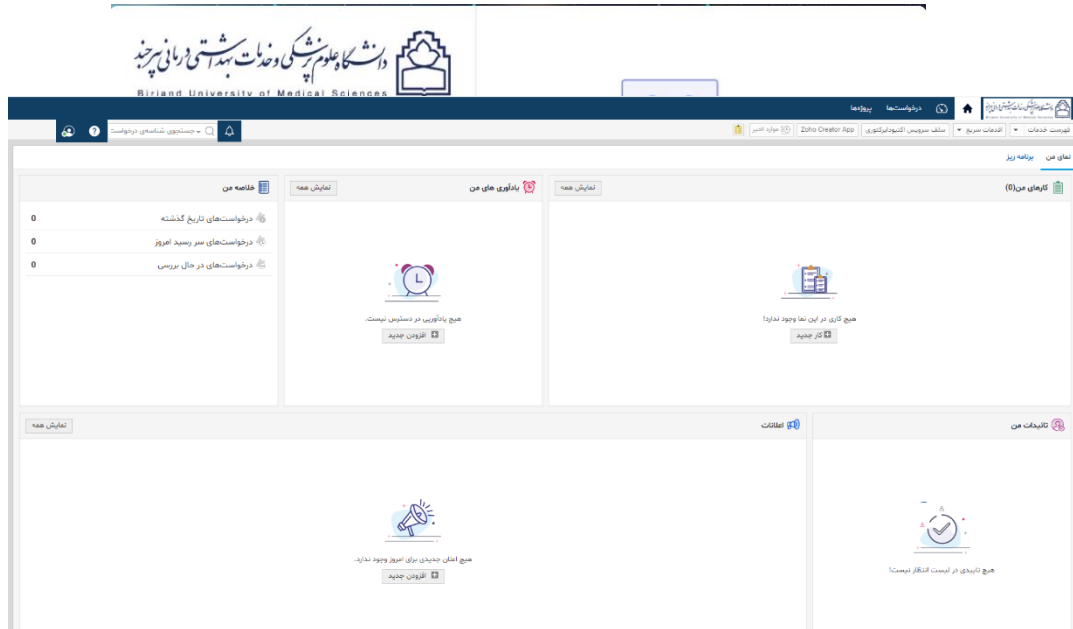 دانشگاه علوم پزشکی و خدمات بهداشتی درمانی بیرجند
Birjand University of Medical Sciences
درخواست‌ها پروژه‌ها
فهرست خدمات اقدمات سریع سلف سرویس اکتیودایرکتوری Zoho Creator App موارد اخیر
جستجوی شناسه‌ی درخواست
نمای من برنامه ریز
کارهای من(0) نمایش همه
هیچ کاری در این نما وجود ندارد!
کار جدید
یادآوری های من نمایش همه
هیچ یادآوریی در دسترس نیست.
افزودن جدید
خلاصه من
درخواست‌های تاریخ گذشته 0
درخواست‌های سر رسید امروز 0
درخواست‌های در حال بررسی 0
تائیدات من
هیچ تاییدی در لیست انتظار نیست!
اعلانات نمایش همه
هیچ اعلان جدیدی برای امروز وجود ندارد.
افزودن جدید